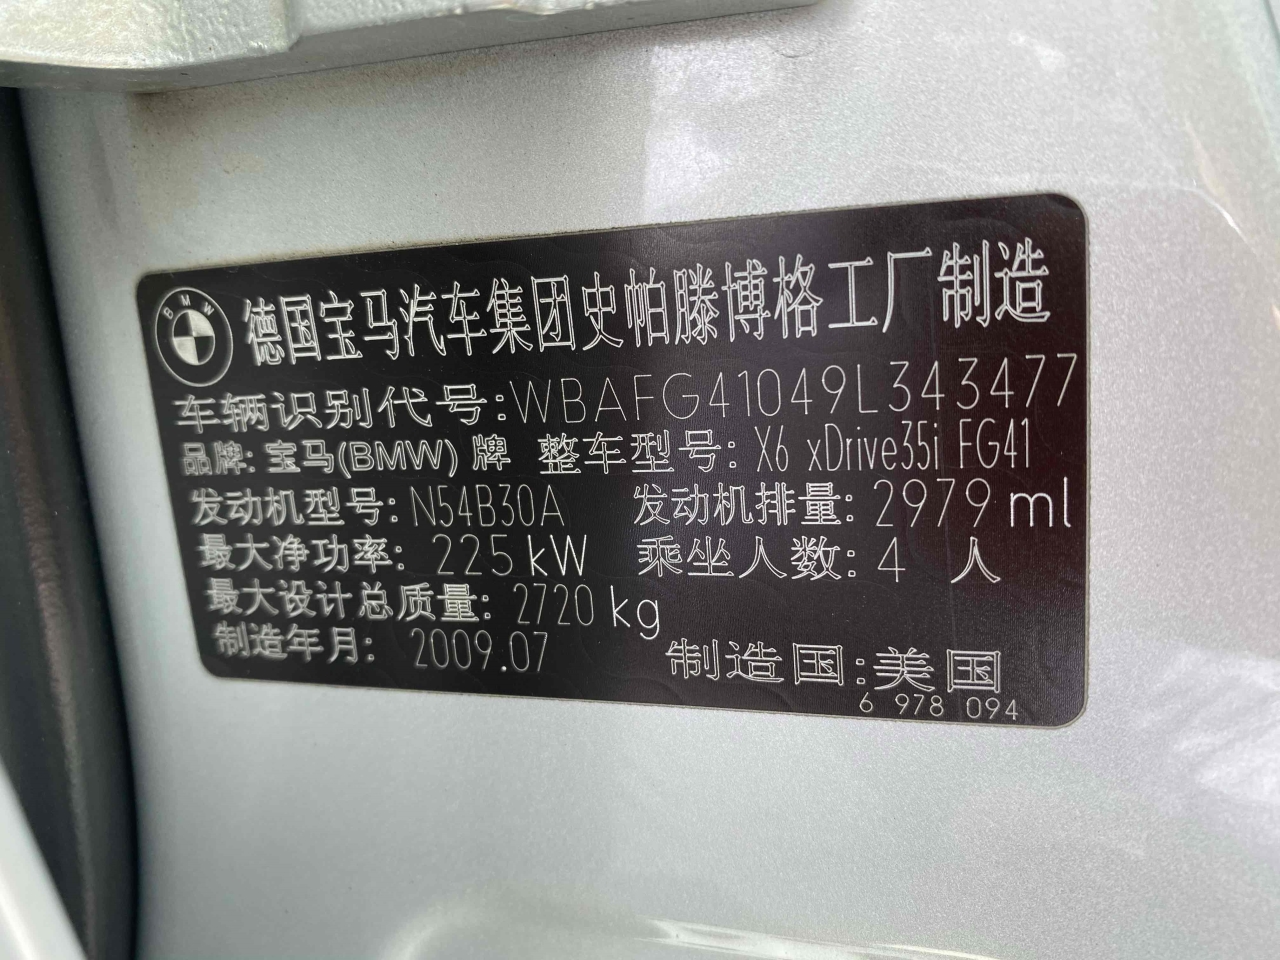 BMW 德国宝马汽车集团史帕滕博格工厂制造
车辆识别代号:WBAFG41049L343477
品牌: 宝马(BMW) 牌 整车型号: X6 xDrive35i FG41
发动机型号: N54B30A 发动机排量: 2979 ml
最大净功率: 225 kW 乘坐人数: 4 人
最大设计总质量: 2720 kg
制造年月: 2009.07 制造国:美国
6 978 094